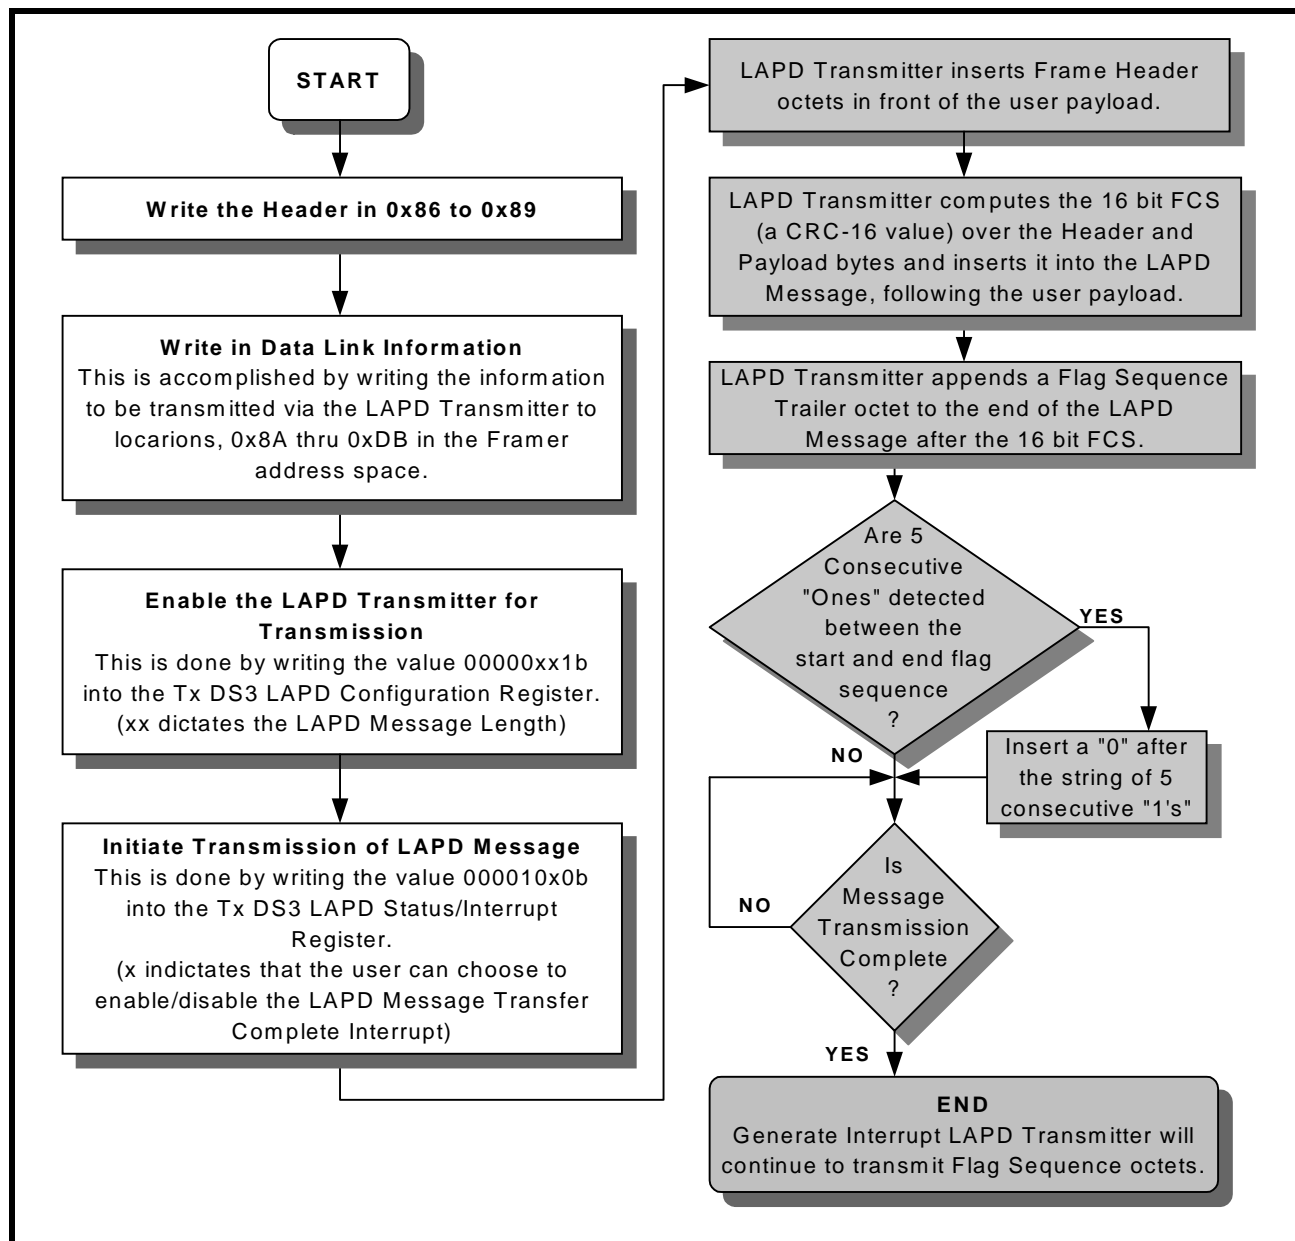 START
Write the Header in 0x86 to 0x89
Write in Data Link Information
This is accomplished by writing the information
to be transmitted via the LAPD Transmitter to
locarions, 0x8A thru 0xDB in the Framer
address space.
Enable the LAPD Transmitter for
Transmission
This is done by writing the value 00000xx1b
into the Tx DS3 LAPD Configuration Register.
(xx dictates the LAPD Message Length)
Initiate Transmission of LAPD Message
This is done by writing the value 000010x0b
into the Tx DS3 LAPD Status/Interrupt
Register.
(x indictates that the user can choose to
enable/disable the LAPD Message Transfer
Complete Interrupt)
LAPD Transmitter inserts Frame Header
octets in front of the user payload.
LAPD Transmitter computes the 16 bit FCS
(a CRC-16 value) over the Header and
Payload bytes and inserts it into the LAPD
Message, following the user payload.
LAPD Transmitter appends a Flag Sequence
Trailer octet to the end of the LAPD
Message after the 16 bit FCS.
Are 5
Consecutive
"Ones" detected
between the
start and end flag
sequence
?
YES
NO
Insert a "0" after
the string of 5
consecutive "1's"
Is
Message
Transmission
Complete
?
NO
YES
END
Generate Interrupt LAPD Transmitter will
continue to transmit Flag Sequence octets.